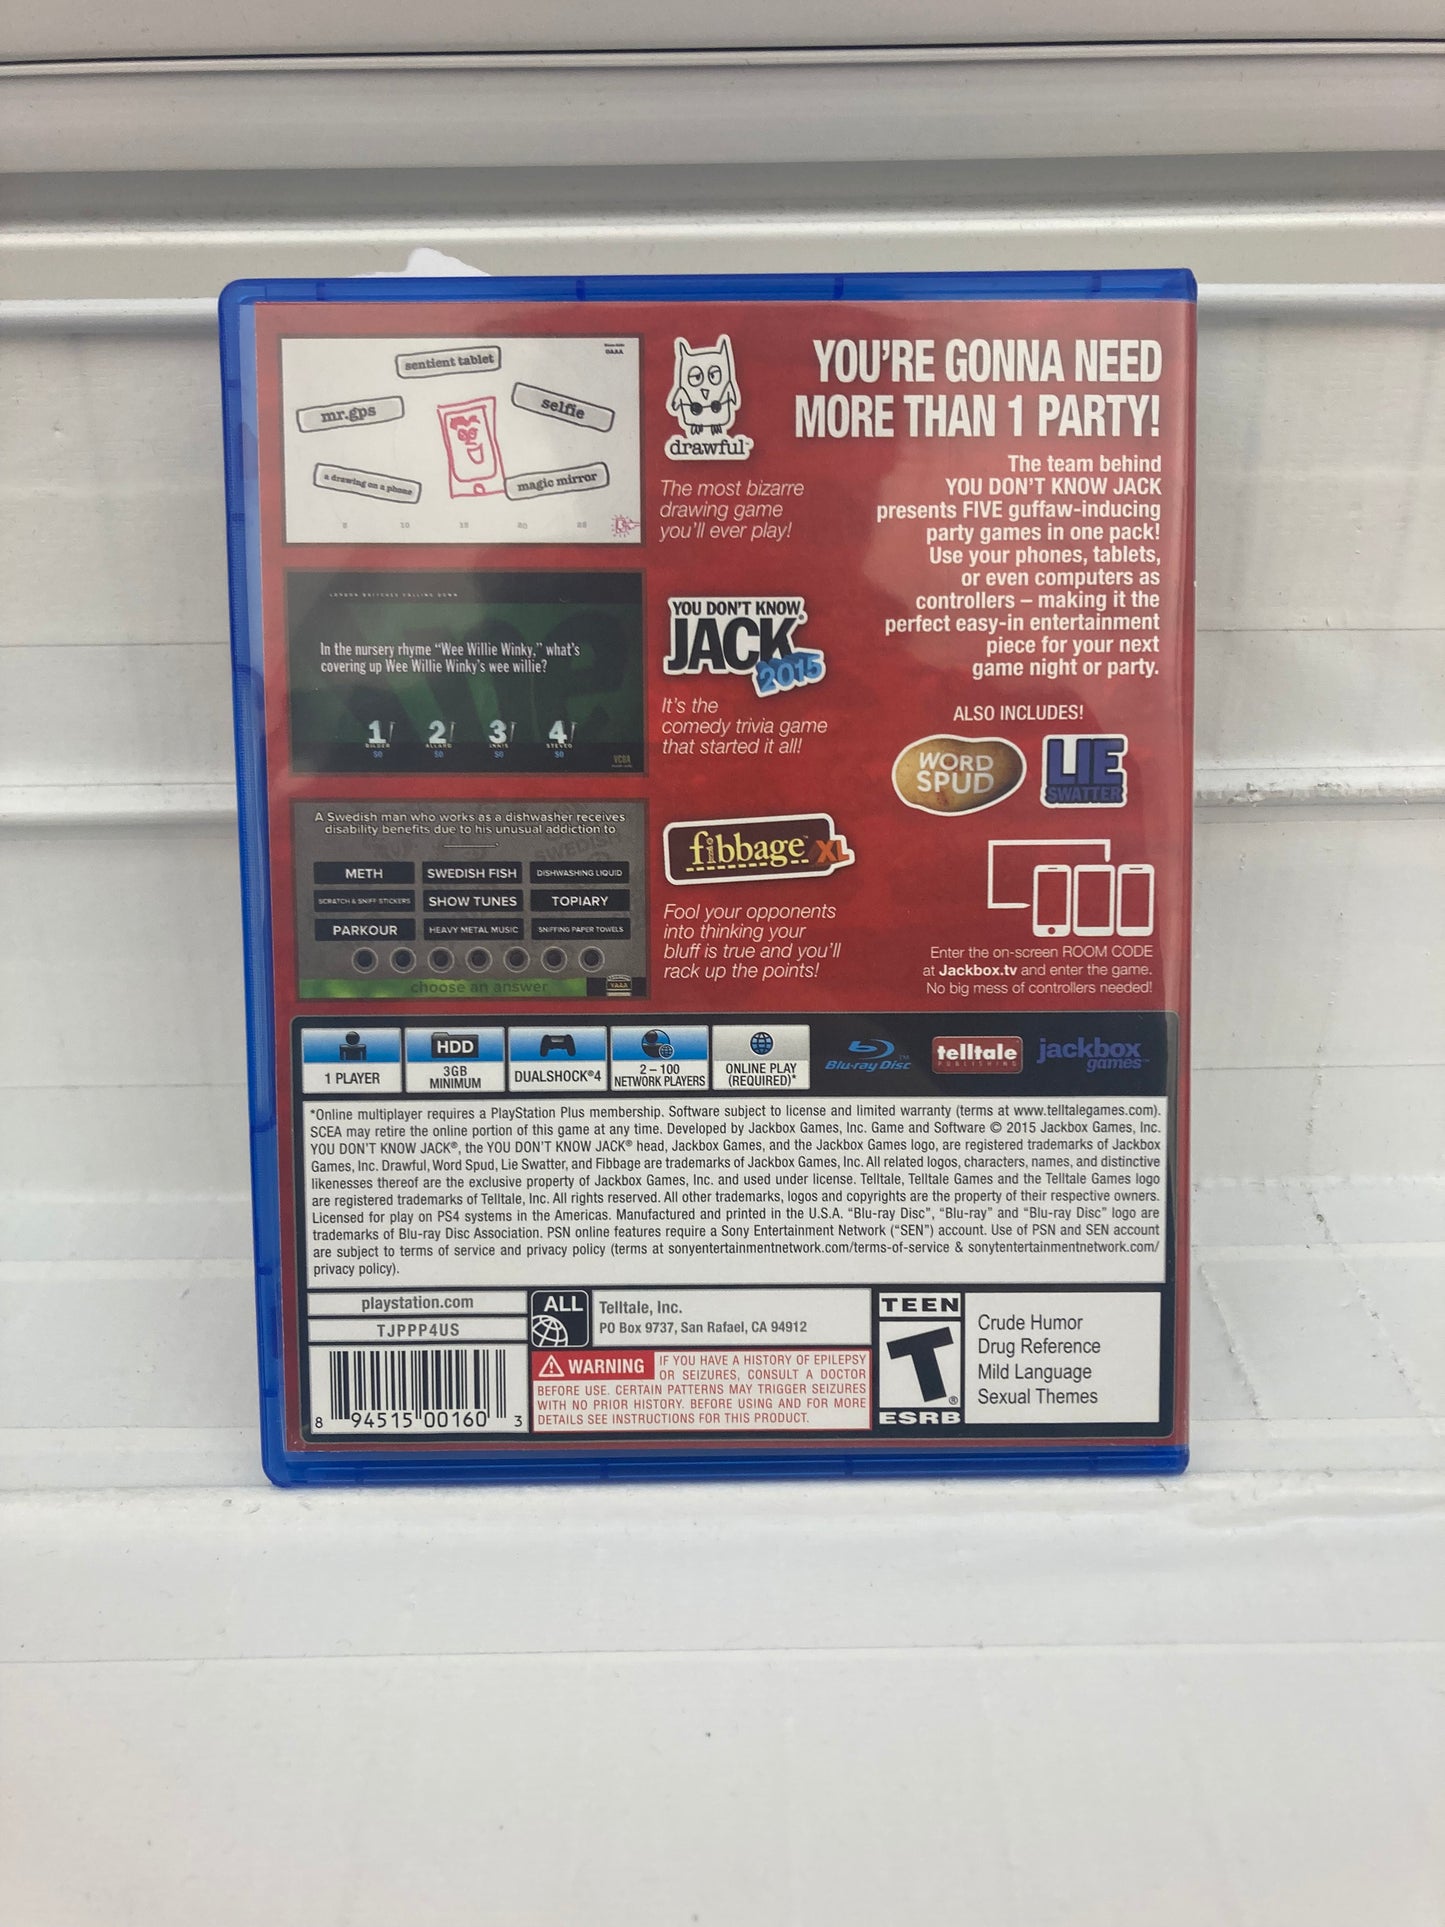 sentient tablet
mr.gps
selfie
a drawing on a phone
magic mirror
5 10 15 20 25
drawful™
The most bizarre
drawing game
you'll ever play!
YOU'RE GONNA NEED
MORE THAN 1 PARTY!
The team behind
YOU DON'T KNOW JACK
presents FIVE guffaw-inducing
party games in one pack!
Use your phones, tablets,
or even computers as
controllers – making it the
perfect easy-in entertainment
piece for your next
game night or party.
In the nursery rhyme “Wee Willie Winky,” what's
covering up Wee Willie Winky's wee willie?
1 2 3 4
$0 $0 $0 $0
YOU DON'T KNOW
JACK
2015
It's the
comedy trivia game
that started it all!
ALSO INCLUDES!
WORD
SPUD
LIE
SWATTER
A Swedish man who works as a dishwasher receives
disability benefits due to his unusual addiction to
METH SWEDISH FISH DISHWASHING LIQUID
SCRATCH & SNIFF STICKERS SHOW TUNES TOPIARY
PARKOUR HEAVY METAL MUSIC SNIFFING PAPER TOWELS
choose an answer
fibbage™ XL
Fool your opponents
into thinking your
bluff is true and you'll
rack up the points!
Enter the on-screen ROOM CODE
at Jackbox.tv and enter the game.
No big mess of controllers needed!
1 PLAYER
HDD
3GB
MINIMUM
DUALSHOCK®4
2 – 100
NETWORK PLAYERS
ONLINE PLAY
(REQUIRED)*
Blu-ray Disc™
telltale
PUBLISHING
jackbox
games™
*Online multiplayer requires a PlayStation Plus membership. Software subject to license and limited warranty (terms at www.telltalegames.com).
SCEA may retire the online portion of this game at any time. Developed by Jackbox Games, Inc. Game and Software © 2015 Jackbox Games, Inc.
YOU DON'T KNOW JACK®, the YOU DON'T KNOW JACK® head, Jackbox Games, and the Jackbox Games logo, are registered trademarks of Jackbox
Games, Inc. Drawful, Word Spud, Lie Swatter, and Fibbage are trademarks of Jackbox Games, Inc. All related logos, characters, names, and distinctive
likenesses thereof are the exclusive property of Jackbox Games, Inc. and used under license. Telltale, Telltale Games and the Telltale Games logo
are registered trademarks of Telltale, Inc. All rights reserved. All other trademarks, logos and copyrights are the property of their respective owners.
Licensed for play on PS4 systems in the Americas. Manufactured and printed in the U.S.A. “Blu-ray Disc”, “Blu-ray” and “Blu-ray Disc” logo are
trademarks of Blu-ray Disc Association. PSN online features require a Sony Entertainment Network (“SEN”) account. Use of PSN and SEN account
are subject to terms of service and privacy policy (terms at sonyentertainmentnetwork.com/terms-of-service & sonytentertainmentnetwork.com/
privacy policy).
playstation.com
TJPPP4US
8 94515 00160 3
ALL
Telltale, Inc.
PO Box 9737, San Rafael, CA 94912
WARNING IF YOU HAVE A HISTORY OF EPILEPSY
OR SEIZURES, CONSULT A DOCTOR
BEFORE USE. CERTAIN PATTERNS MAY TRIGGER SEIZURES
WITH NO PRIOR HISTORY. BEFORE USING AND FOR MORE
DETAILS SEE INSTRUCTIONS FOR THIS PRODUCT.
TEEN
T
®
ESRB
Crude Humor
Drug Reference
Mild Language
Sexual Themes